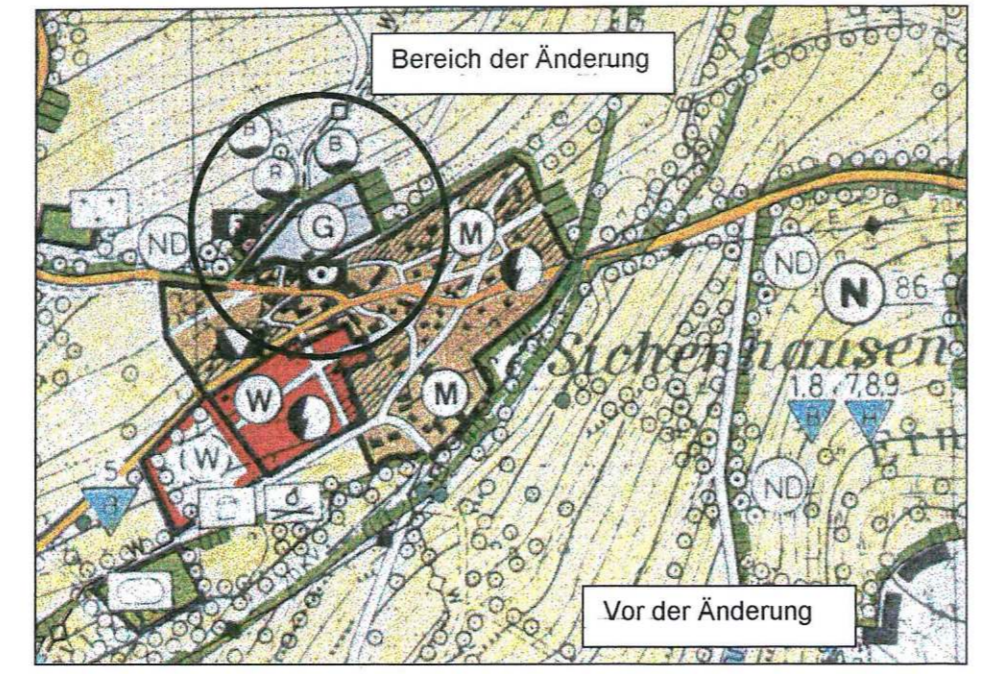 Bereich der Änderung
B
B
B
F
G
M
ND
ND
N 86
Sichenhausen
W
M
1,8 7,8,9
B H
(W)
5
ND
W
Vor der Änderung